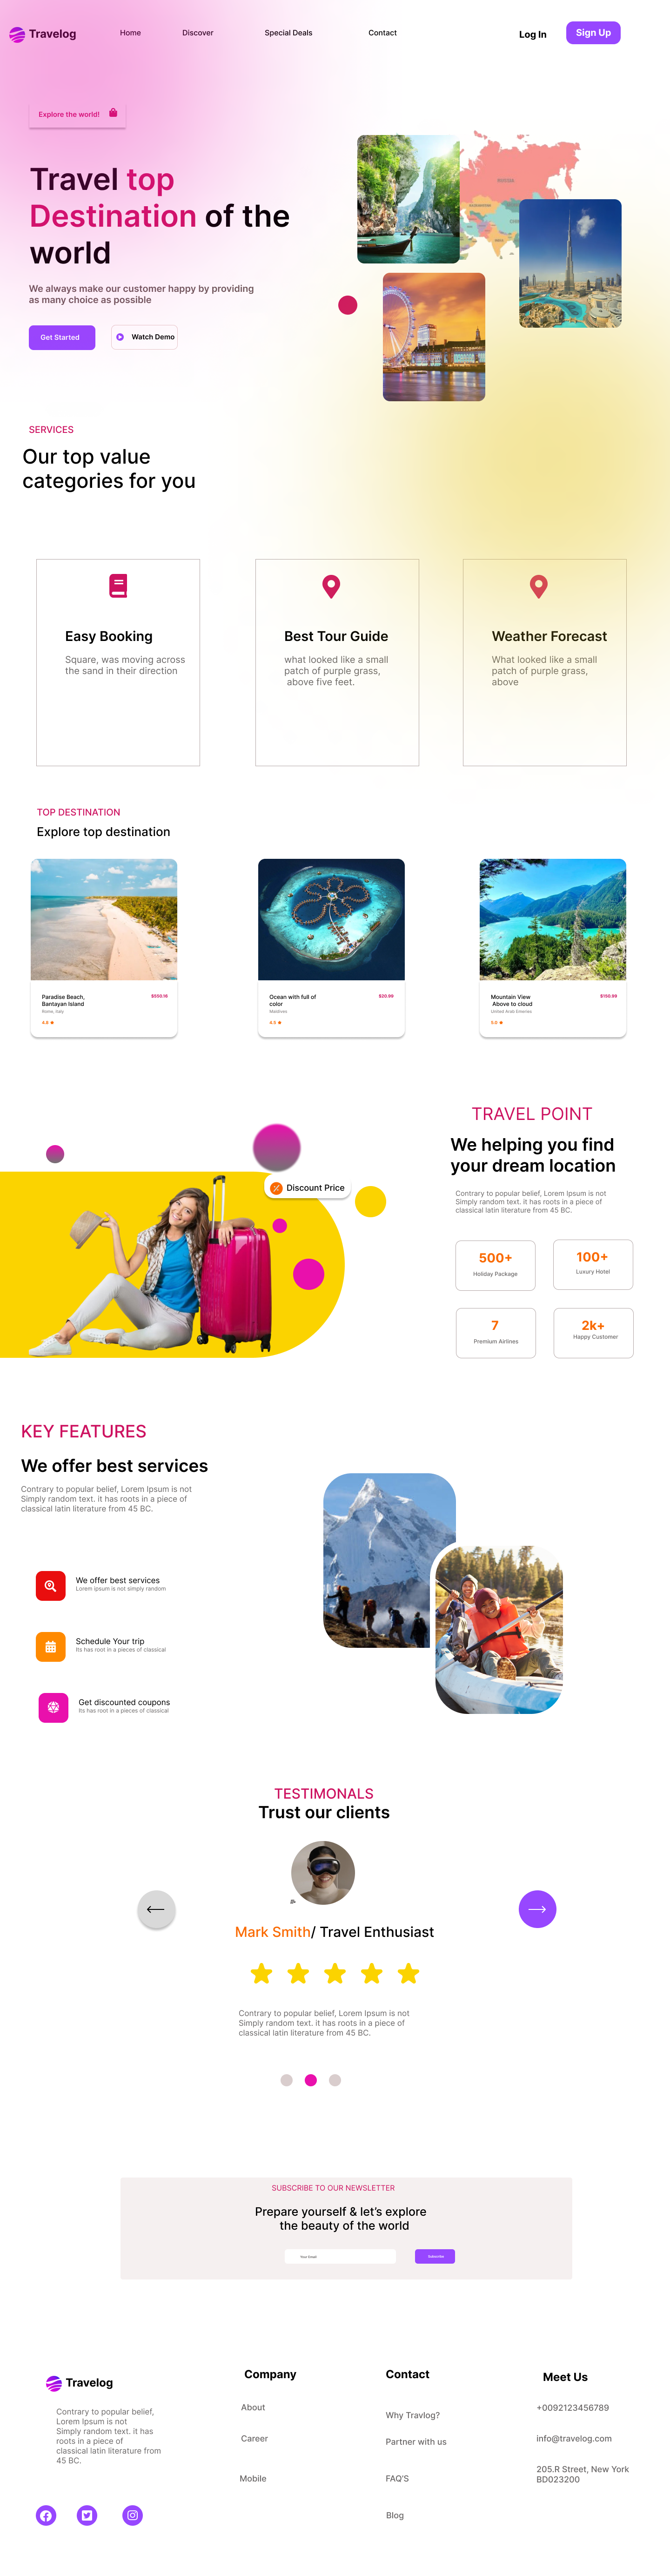 Travelog
Home
Discover
Special Deals
Contact
Log In
Sign Up
Explore the world!
Travel top
Destination of the
world
We always make our customer happy by providing
as many choice as possible
Get Started
Watch Demo
RUSSIA
SERVICES
Our top value
categories for you
Easy Booking
Square, was moving across
the sand in their direction
Best Tour Guide
what looked like a small
patch of purple grass,
above five feet.
Weather Forecast
What looked like a small
patch of purple grass,
above
TOP DESTINATION
Explore top destination
Paradise Beach,
Bantayan Island
$550.16
Rome, Italy
4.8
Ocean with full of
color
$20.99
Maldives
4.5
Mountain View
Above to cloud
$150.99
United Arab Emeries
5.0
TRAVEL POINT
We helping you find
your dream location
Contrary to popular belief, Lorem Ipsum is not
Simply random text. it has roots in a piece of
classical latin literature from 45 BC.
Discount Price
500+
Holiday Package
100+
Luxury Hotel
7
Premium Airlines
2k+
Happy Customer
KEY FEATURES
We offer best services
Contrary to popular belief, Lorem Ipsum is not
Simply random text. it has roots in a piece of
classical latin literature from 45 BC.
We offer best services
Lorem ipsum is not simply random
Schedule Your trip
Its has root in a pieces of classical
Get discounted coupons
Its has root in a pieces of classical
TESTIMONALS
Trust our clients
Mark Smith/ Travel Enthusiast
Contrary to popular belief, Lorem Ipsum is not
Simply random text. it has roots in a piece of
classical latin literature from 45 BC.
SUBSCRIBE TO OUR NEWSLETTER
Prepare yourself & let's explore
the beauty of the world
Your Email
Subscribe
Travelog
Contrary to popular belief,
Lorem Ipsum is not
Simply random text. it has
roots in a piece of
classical latin literature from
45 BC.
Company
About
Career
Mobile
Contact
Why Travlog?
Partner with us
FAQ'S
Blog
Meet Us
+0092123456789
info@travelog.com
205.R Street, New York
BD023200